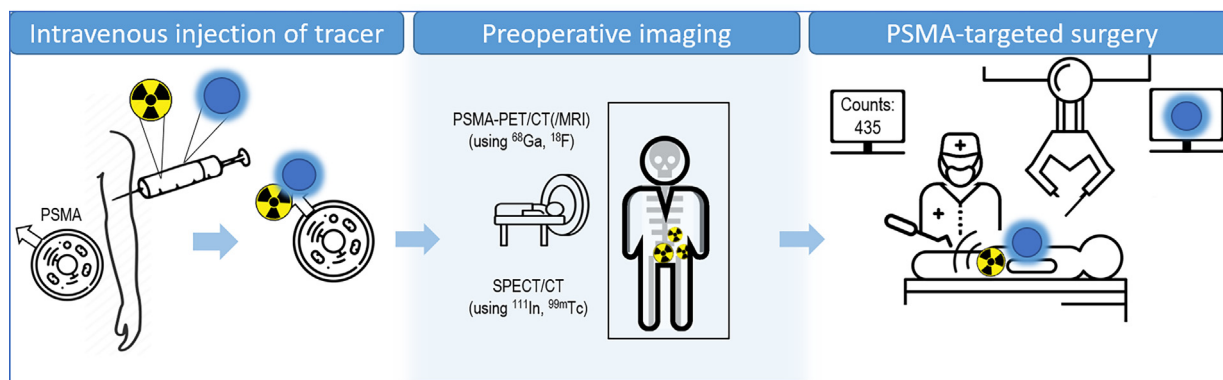 Intravenous injection of tracer
PSMA
Preoperative imaging
PSMA-PET/CT(/MRI)
(using ⁶⁸Ga, ¹⁸F)
SPECT/CT
(using ¹¹¹In, ⁹⁹ᵐTc)
PSMA-targeted surgery
Counts:
435